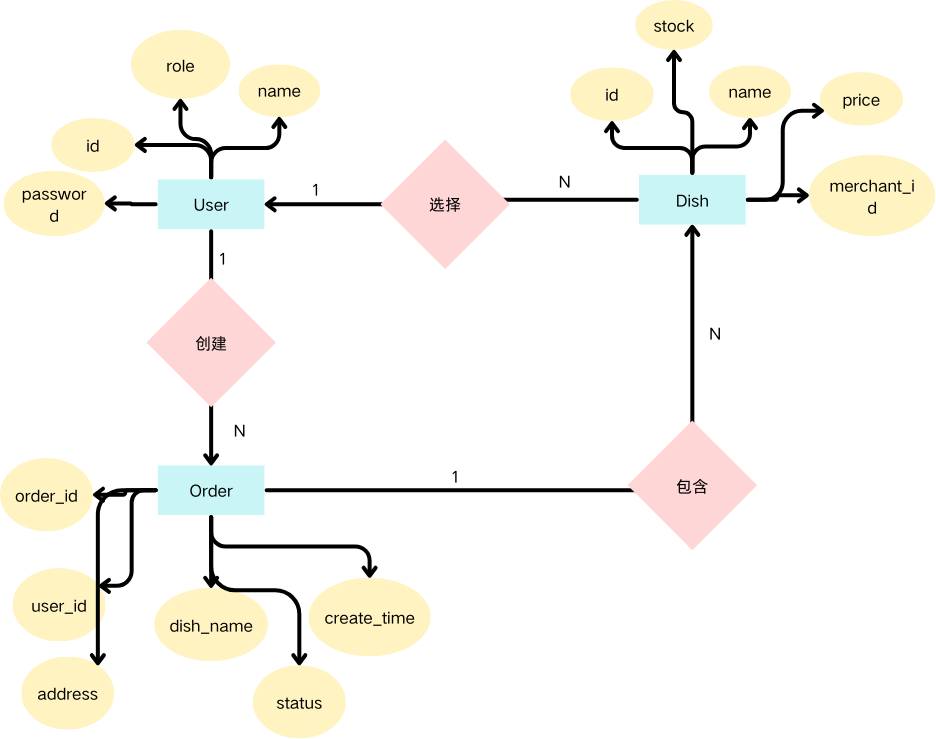 stock
role
name
id
name
price
id
passwor
d
User
1
选择
N
Dish
merchant_i
d
1
创建
N
N
order_id
Order
1
包含
user_id
dish_name
create_time
address
status